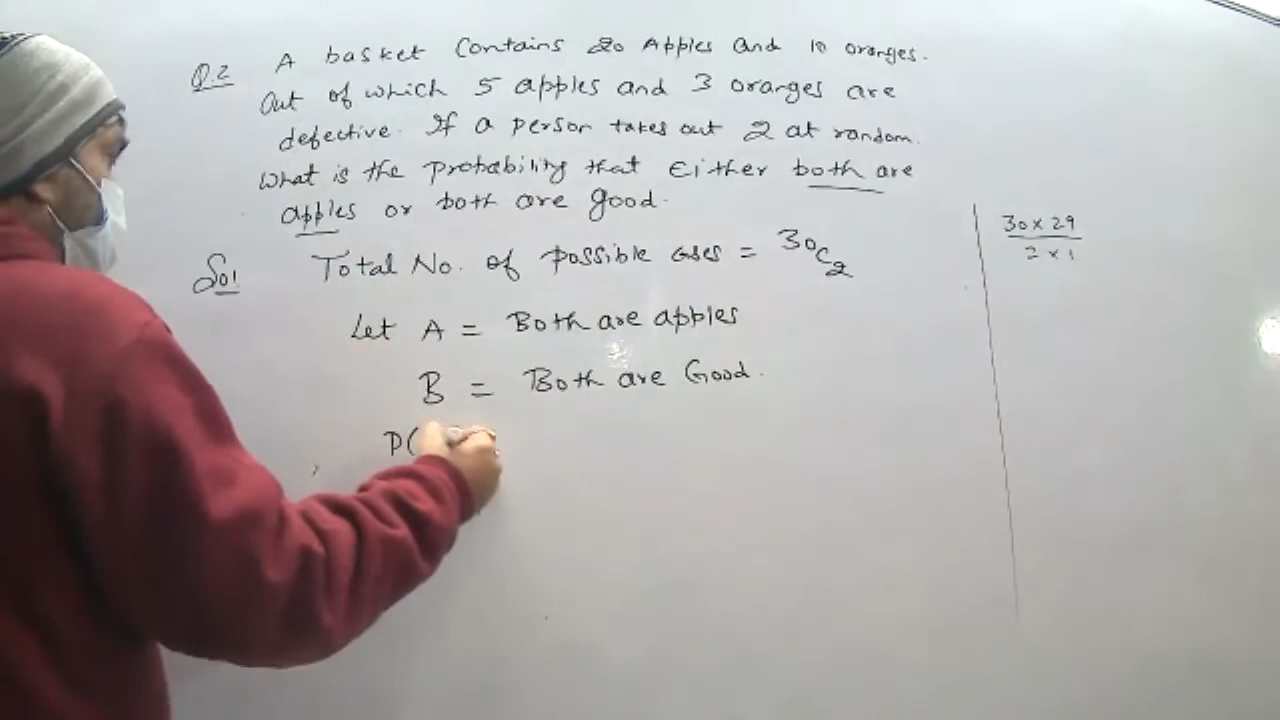 Q.2 A basket Contains 20 Apples and 10 oranges.
Out of which 5 apples and 3 oranges are
defective. If a person takes out 2 at random.
What is the probability that Either both are
apples or both are good.
Sol Total No. of possible cases = 30C2
30 x 29
2 x 1
Let A = Both are apples
B = Both are Good.
P(